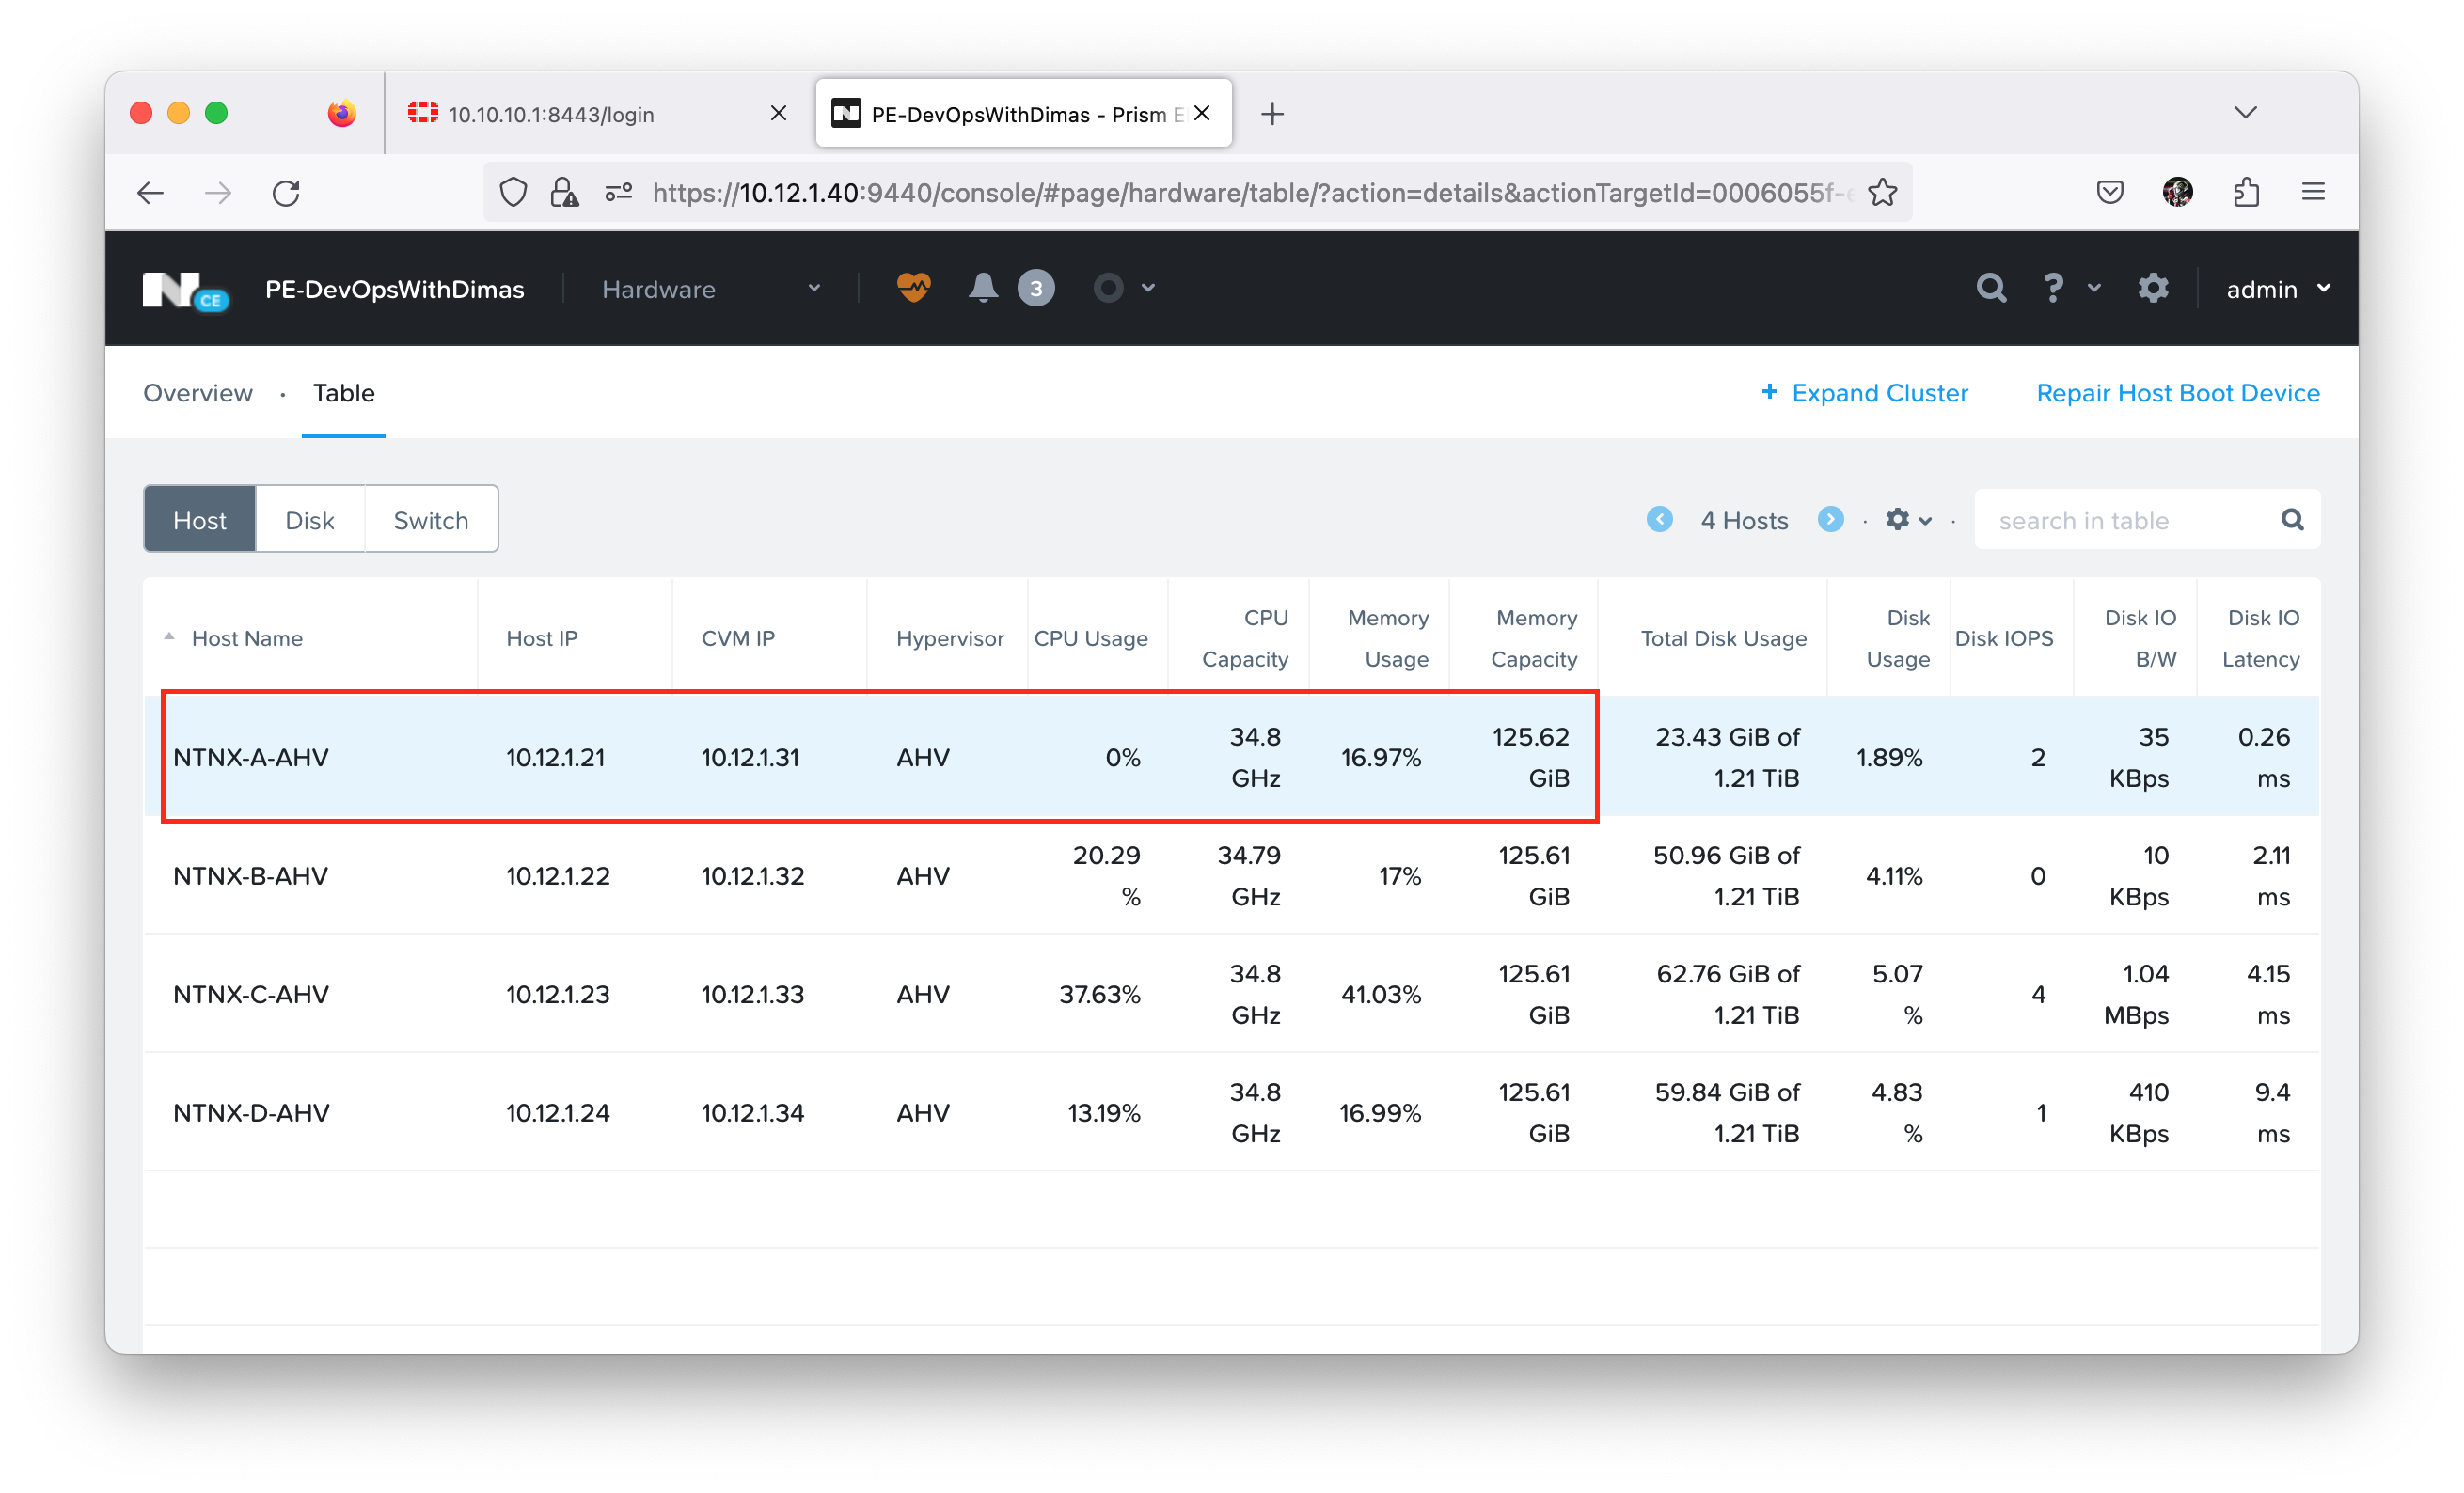 10.10.10.1:8443/login
PE-DevOpsWithDimas - Prism E
https://10.12.1.40:9440/console/#page/hardware/table/?action=details&actionTargetId=0006055f-e
CE PE-DevOpsWithDimas Hardware 3 ? admin
Overview · Table + Expand Cluster Repair Host Boot Device
Host Disk Switch 4 Hosts · · search in table
Host Name Host IP CVM IP Hypervisor CPU Usage CPU Capacity Memory Usage Memory Capacity Total Disk Usage Disk Usage Disk IOPS Disk IO B/W Disk IO Latency
NTNX-A-AHV 10.12.1.21 10.12.1.31 AHV 0% 34.8 GHz 16.97% 125.62 GiB 23.43 GiB of 1.21 TiB 1.89% 2 35 KBps 0.26 ms
NTNX-B-AHV 10.12.1.22 10.12.1.32 AHV 20.29 % 34.79 GHz 17% 125.61 GiB 50.96 GiB of 1.21 TiB 4.11% 0 10 KBps 2.11 ms
NTNX-C-AHV 10.12.1.23 10.12.1.33 AHV 37.63% 34.8 GHz 41.03% 125.61 GiB 62.76 GiB of 1.21 TiB 5.07 % 4 1.04 MBps 4.15 ms
NTNX-D-AHV 10.12.1.24 10.12.1.34 AHV 13.19% 34.8 GHz 16.99% 125.61 GiB 59.84 GiB of 1.21 TiB 4.83 % 1 410 KBps 9.4 ms